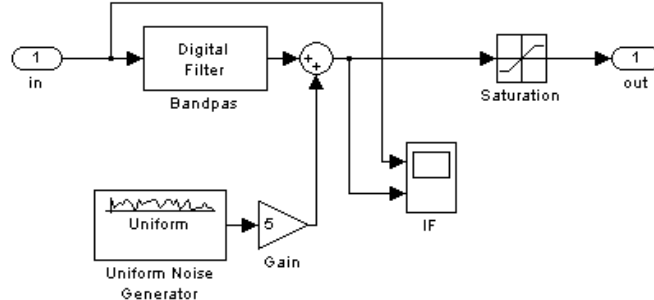 1
in
Digital
Filter
Bandpas
+
+
Saturation
1
out
IF
Uniform
Uniform Noise
Generator
5
Gain